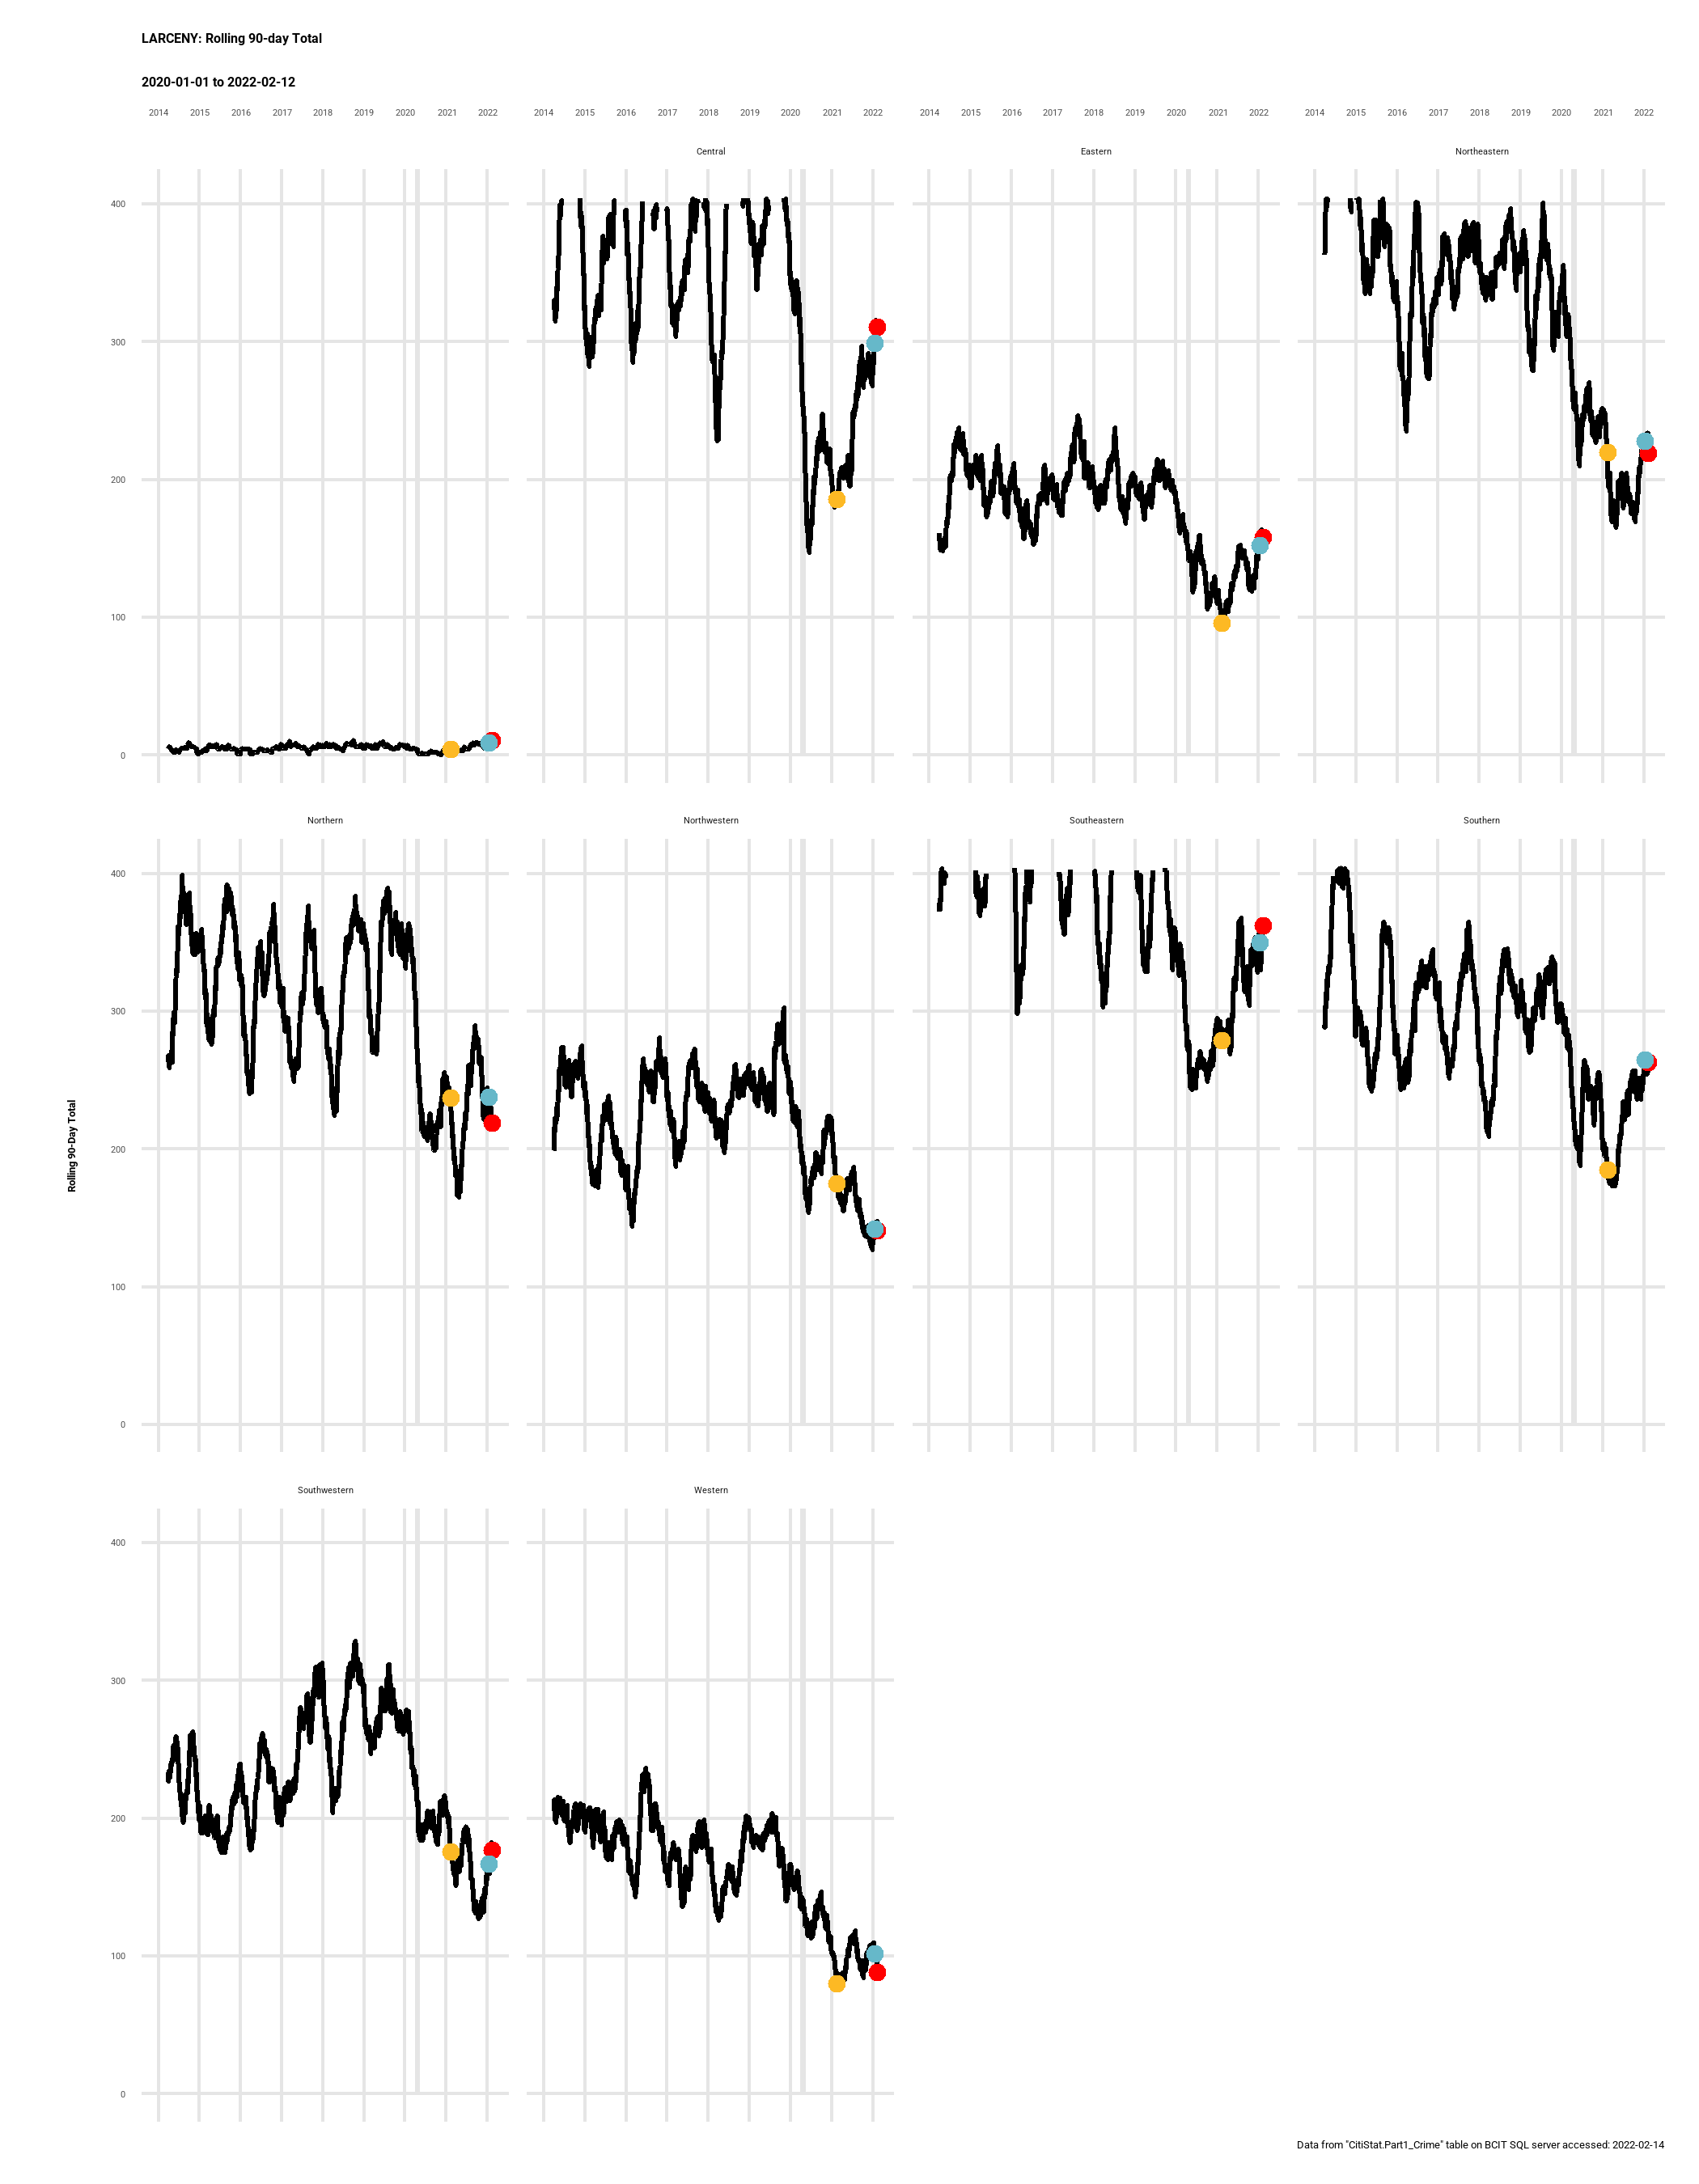 LARCENY: Rolling 90-day Total
2020-01-01 to 2022-02-12
2014 2015 2016 2017 2018 2019 2020 2021 2022 2014 2015 2016 2017 2018 2019 2020 2021 2022 2014 2015 2016 2017 2018 2019 2020 2021 2022 2014 2015 2016 2017 2018 2019 2020 2021 2022
Central Eastern Northeastern
400
300
200
100
0
Northern Northwestern Southeastern Southern
400
300
200
100
0
Rolling 90-Day Total
Southwestern Western
400
300
200
100
0
Data from "CitiStat.Part1_Crime" table on BCIT SQL server accessed: 2022-02-14